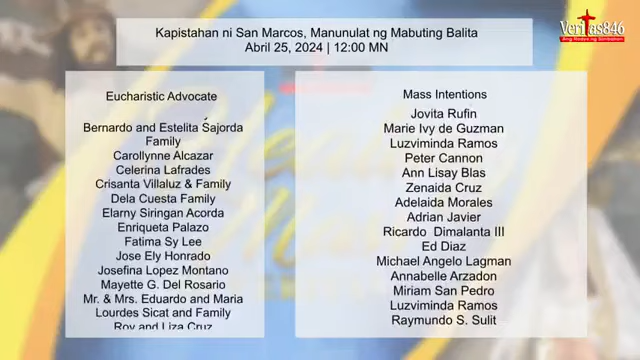 Kapistahan ni San Marcos, Manunulat ng Mabuting Balita
Abril 25, 2024 | 12:00 MN
Veritas846
Ang Radyo ng Simbahan
Eucharistic Advocate
Bernardo and Estelita Sajorda
Family
Carollynne Alcazar
Celerina Lafrades
Crisanta Villaluz & Family
Dela Cuesta Family
Elarny Siringan Acorda
Enriqueta Palazo
Fatima Sy Lee
Jose Ely Honrado
Josefina Lopez Montano
Mayette G. Del Rosario
Mr. & Mrs. Eduardo and Maria
Lourdes Sicat and Family
Roy and Liza Cruz
Mass Intentions
Jovita Rufin
Marie Ivy de Guzman
Luzviminda Ramos
Peter Cannon
Ann Lisay Blas
Zenaida Cruz
Adelaida Morales
Adrian Javier
Ricardo Dimalanta III
Ed Diaz
Michael Angelo Lagman
Annabelle Arzadon
Miriam San Pedro
Luzviminda Ramos
Raymundo S. Sulit